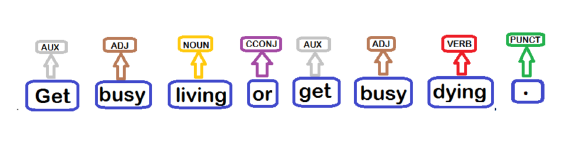 AUX ADJ NOUN CCONJ AUX ADJ VERB PUNCT
Get busy living or get busy dying .